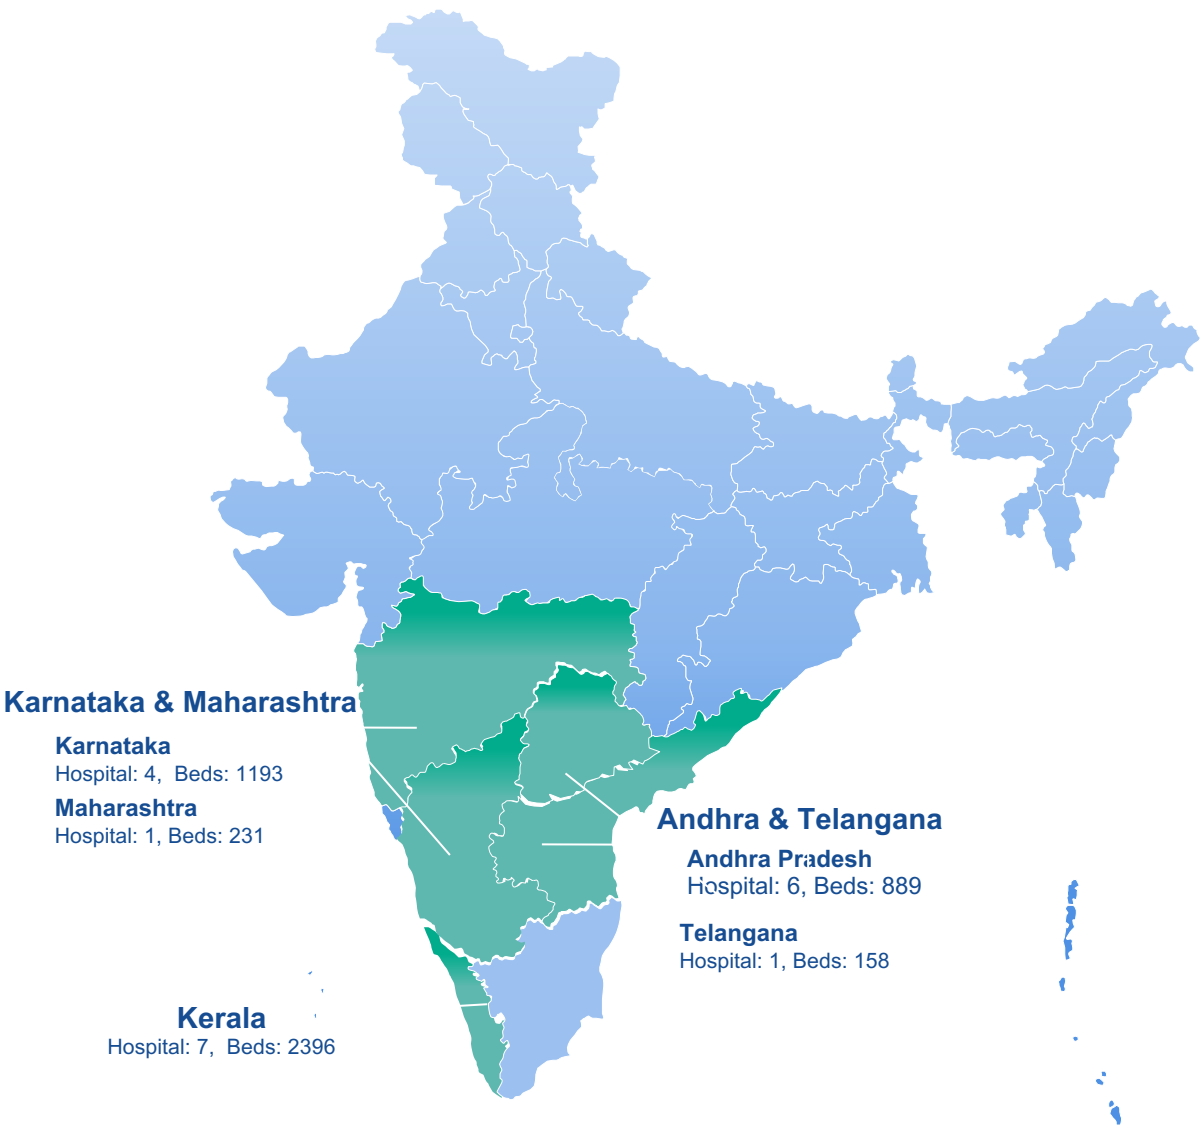 Karnataka & Maharashtra
Karnataka
Hospital: 4, Beds: 1193
Maharashtra
Hospital: 1, Beds: 231
Andhra & Telangana
Andhra Pradesh
Hospital: 6, Beds: 889
Telangana
Hospital: 1, Beds: 158
Kerala
Hospital: 7, Beds: 2396